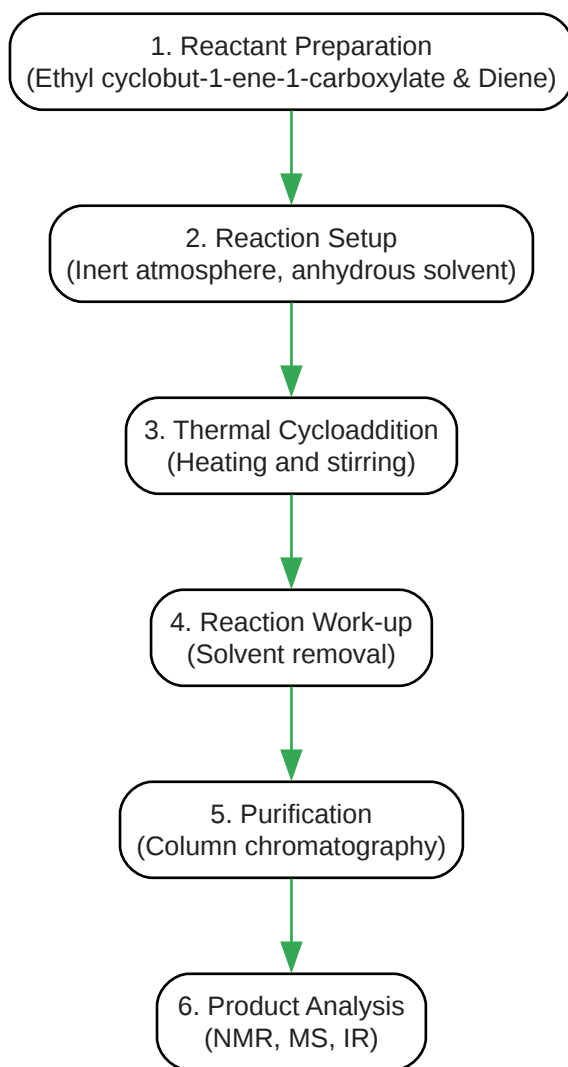 1. Reactant Preparation
(Ethyl cyclobut-1-ene-1-carboxylate & Diene)
2. Reaction Setup
(Inert atmosphere, anhydrous solvent)
3. Thermal Cycloaddition
(Heating and stirring)
4. Reaction Work-up
(Solvent removal)
5. Purification
(Column chromatography)
6. Product Analysis
(NMR, MS, IR)